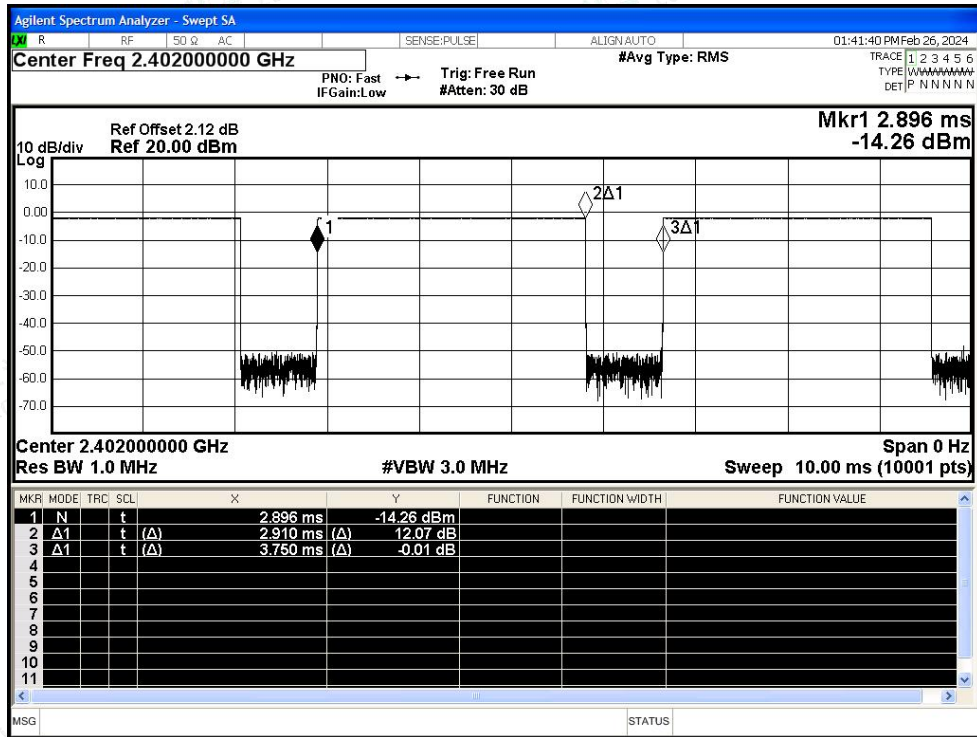 Agilent Spectrum Analyzer - Swept SA
LXI R RF 50 Ω AC SENSE:PULSE ALIGN AUTO 01:41:40 PM Feb 26, 2024
Center Freq 2.402000000 GHz #Avg Type: RMS TRACE 1 2 3 4 5 6
PNO: Fast Trig: Free Run TYPE WWWWWW
IFGain:Low #Atten: 30 dB DET P N N N N N
Mkr1 2.896 ms
Ref Offset 2.12 dB
10 dB/div Ref 20.00 dBm -14.26 dBm
Log
10.0
2Δ1
0.00
1 3Δ1
-10.0
-20.0
-30.0
-40.0
-50.0
-60.0
-70.0
Center 2.402000000 GHz Span 0 Hz
Res BW 1.0 MHz #VBW 3.0 MHz Sweep 10.00 ms (10001 pts)
MKR MODE TRC SCL X Y FUNCTION FUNCTION WIDTH FUNCTION VALUE
1 N t 2.896 ms -14.26 dBm
2 Δ1 t (Δ) 2.910 ms (Δ) 12.07 dB
3 Δ1 t (Δ) 3.750 ms (Δ) -0.01 dB
4
5
6
7
8
9
10
11
MSG STATUS